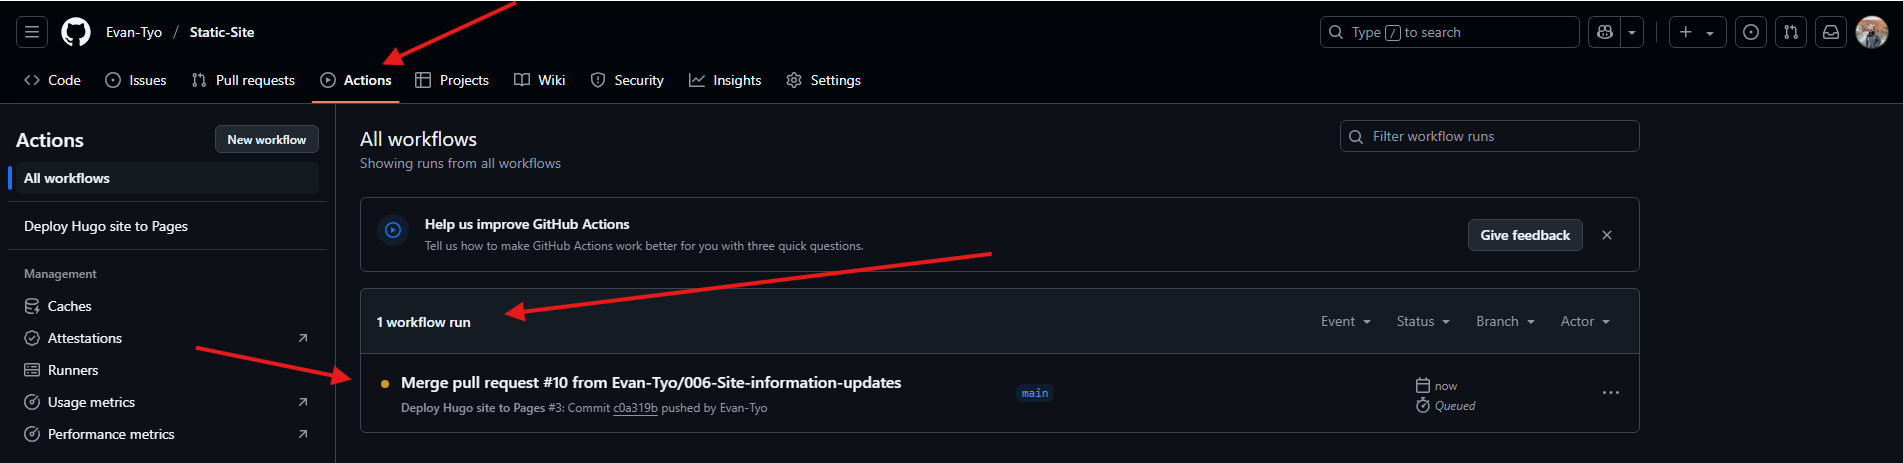 Evan-Tyo / Static-Site
Type / to search
Code Issues Pull requests Actions Projects Wiki Security Insights Settings
Actions
New workflow
All workflows
Deploy Hugo site to Pages
Management
Caches
Attestations
Runners
Usage metrics
Performance metrics
All workflows
Showing runs from all workflows
Filter workflow runs
Help us improve GitHub Actions
Tell us how to make GitHub Actions work better for you with three quick questions.
Give feedback
1 workflow run
Event Status Branch Actor
Merge pull request #10 from Evan-Tyo/006-Site-information-updates
Deploy Hugo site to Pages #3: Commit c0a319b pushed by Evan-Tyo
main
now
Queued